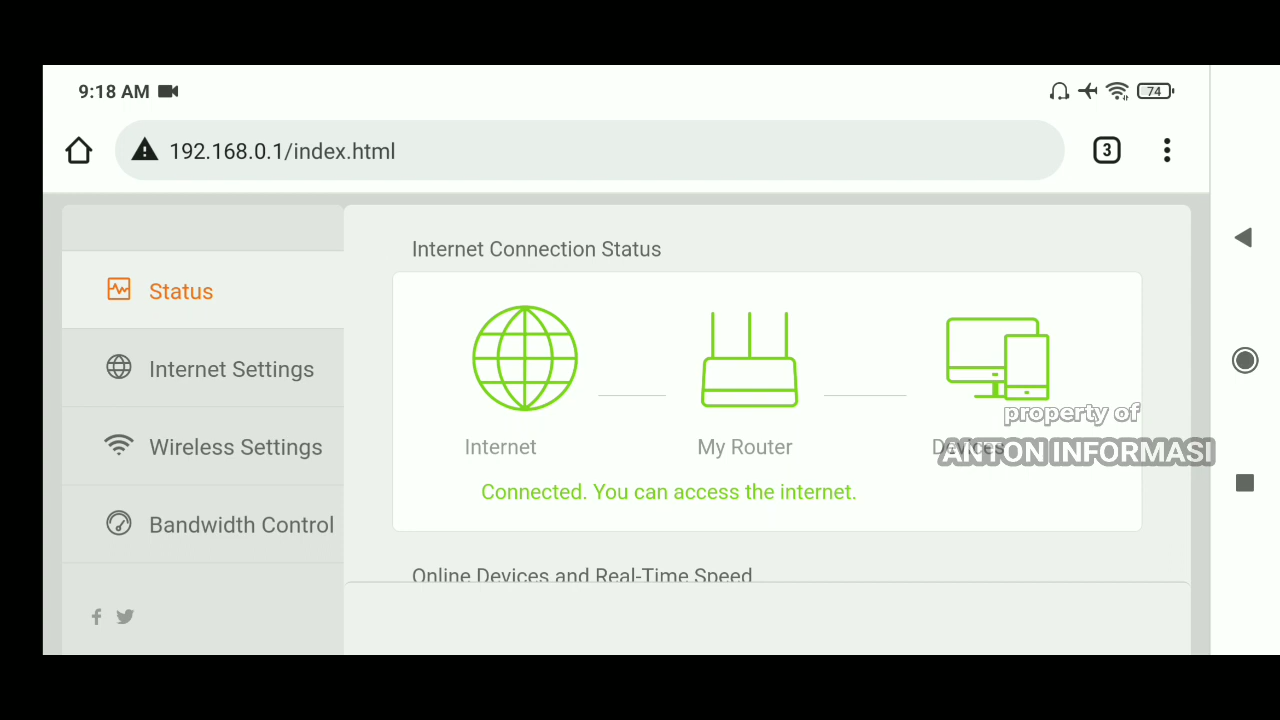 9:18 AM
74
192.168.0.1/index.html
3
Internet Connection Status
Status
Internet Settings
Wireless Settings
Bandwidth Control
Internet
My Router
Devices
property of
ANTON INFORMASI
Connected. You can access the internet.
Online Devices and Real-Time Speed